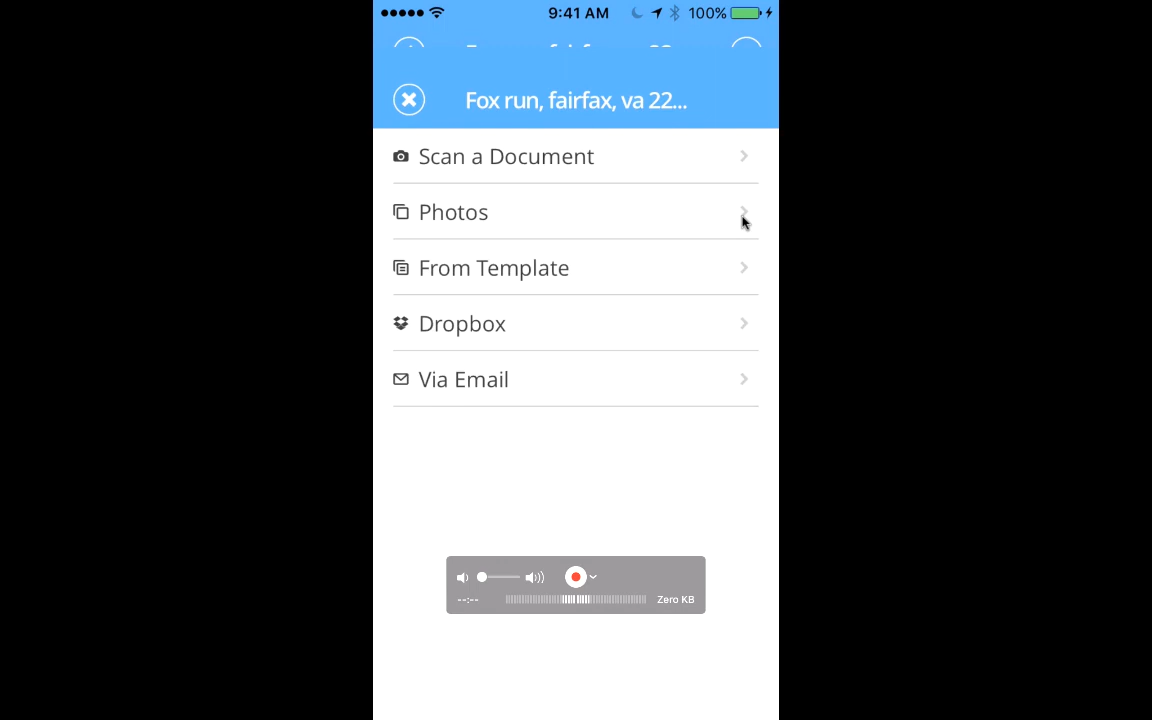 9:41 AM 100%
Fox run, fairfax, va 22...
Scan a Document
Photos
From Template
Dropbox
Via Email
--:-- Zero KB